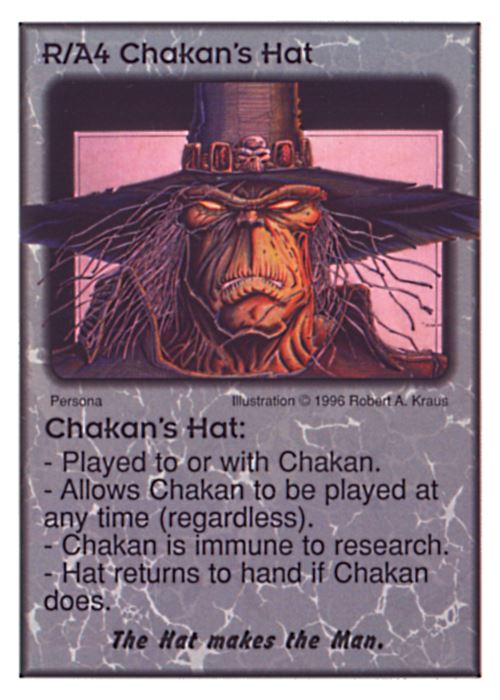 R/A4 Chakan's Hat
Persona
Illustration © 1996 Robert A. Kraus
Chakan's Hat:
- Played to or with Chakan.
- Allows Chakan to be played at
any time (regardless).
- Chakan is immune to research.
- Hat returns to hand if Chakan
does.
The Hat makes the Man.